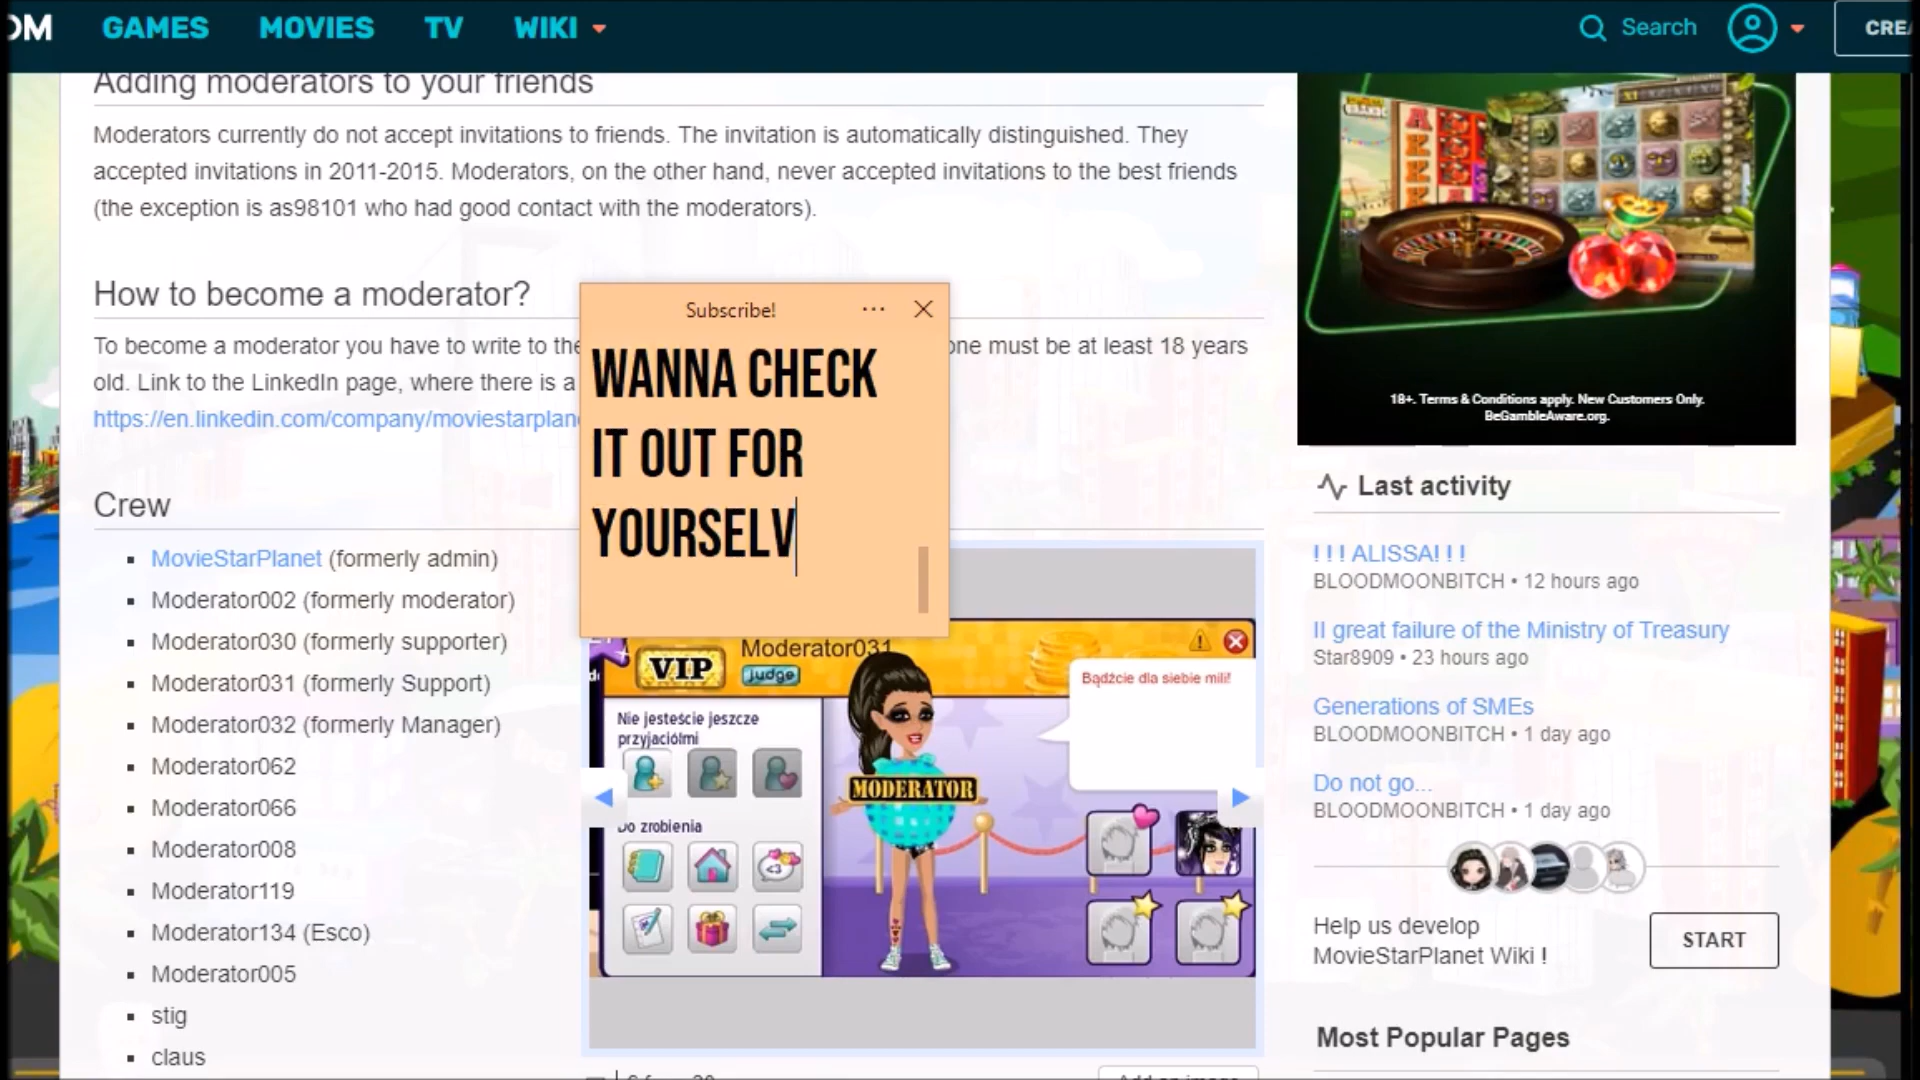 OM GAMES MOVIES TV WIKI Search
Adding moderators to your friends
Moderators currently do not accept invitations to friends. The invitation is automatically distinguished. They
accepted invitations in 2011-2015. Moderators, on the other hand, never accepted invitations to the best friends
(the exception is as98101 who had good contact with the moderators).
How to become a moderator?
To become a moderator you have to write to the
one must be at least 18 years
old. Link to the LinkedIn page, where there is a
https://en.linkedin.com/company/moviestarplane
Subscribe!
WANNA CHECK
IT OUT FOR
YOURSELV
Crew
MovieStarPlanet (formerly admin)
Moderator002 (formerly moderator)
Moderator030 (formerly supporter)
Moderator031 (formerly Support)
Moderator032 (formerly Manager)
Moderator062
Moderator066
Moderator008
Moderator119
Moderator134 (Esco)
Moderator005
stig
claus
VIP
Moderator031
judge
Nie jesteście jeszcze
przyjaciółmi
Do zrobienia
MODERATOR
Bądźcie dla siebie mili!
18+. Terms & Conditions apply. New Customers Only.
BeGambleAware.org.
Last activity
! ! ! ALISSA! ! !
BLOODMOONBITCH • 12 hours ago
II great failure of the Ministry of Treasury
Star8909 • 23 hours ago
Generations of SMEs
BLOODMOONBITCH • 1 day ago
Do not go...
BLOODMOONBITCH • 1 day ago
Help us develop
MovieStarPlanet Wiki !
START
Most Popular Pages